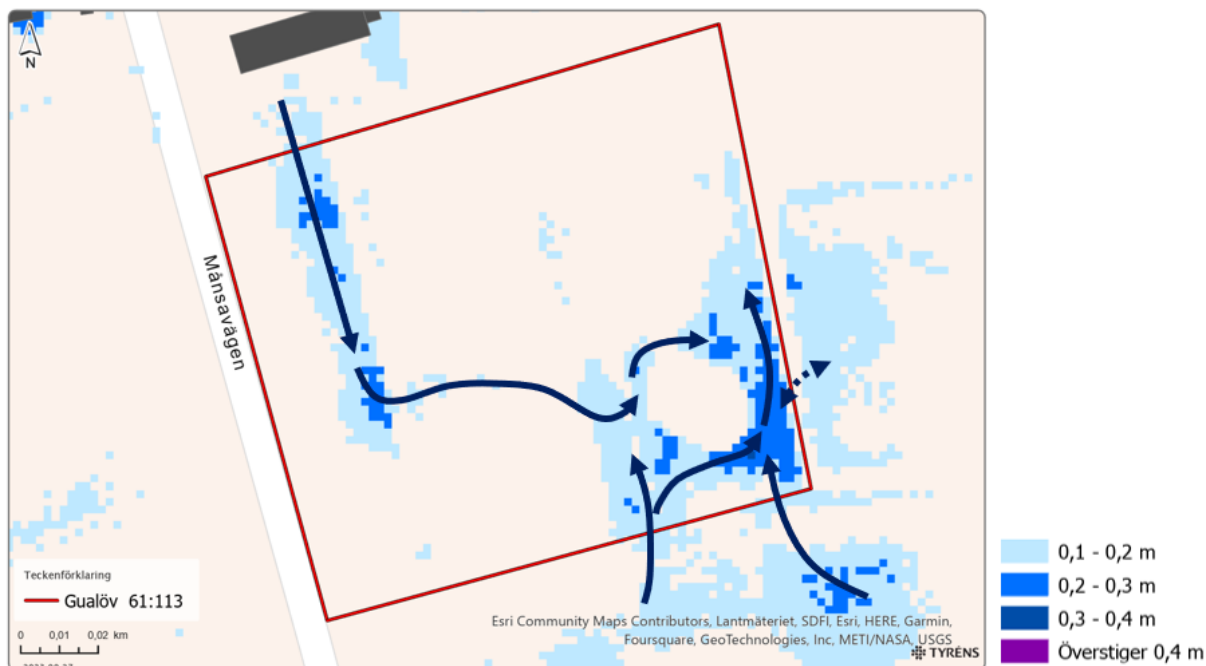 N
Månsavägen
Teckenförklaring
Gualöv 61:113
0 0,01 0,02 km
Esri Community Maps Contributors, Lantmäteriet, SDFI, Esri, HERE, Garmin,
Foursquare, GeoTechnologies, Inc, METI/NASA, USGS
TYRÉNS
0,1 - 0,2 m
0,2 - 0,3 m
0,3 - 0,4 m
Överstiger 0,4 m